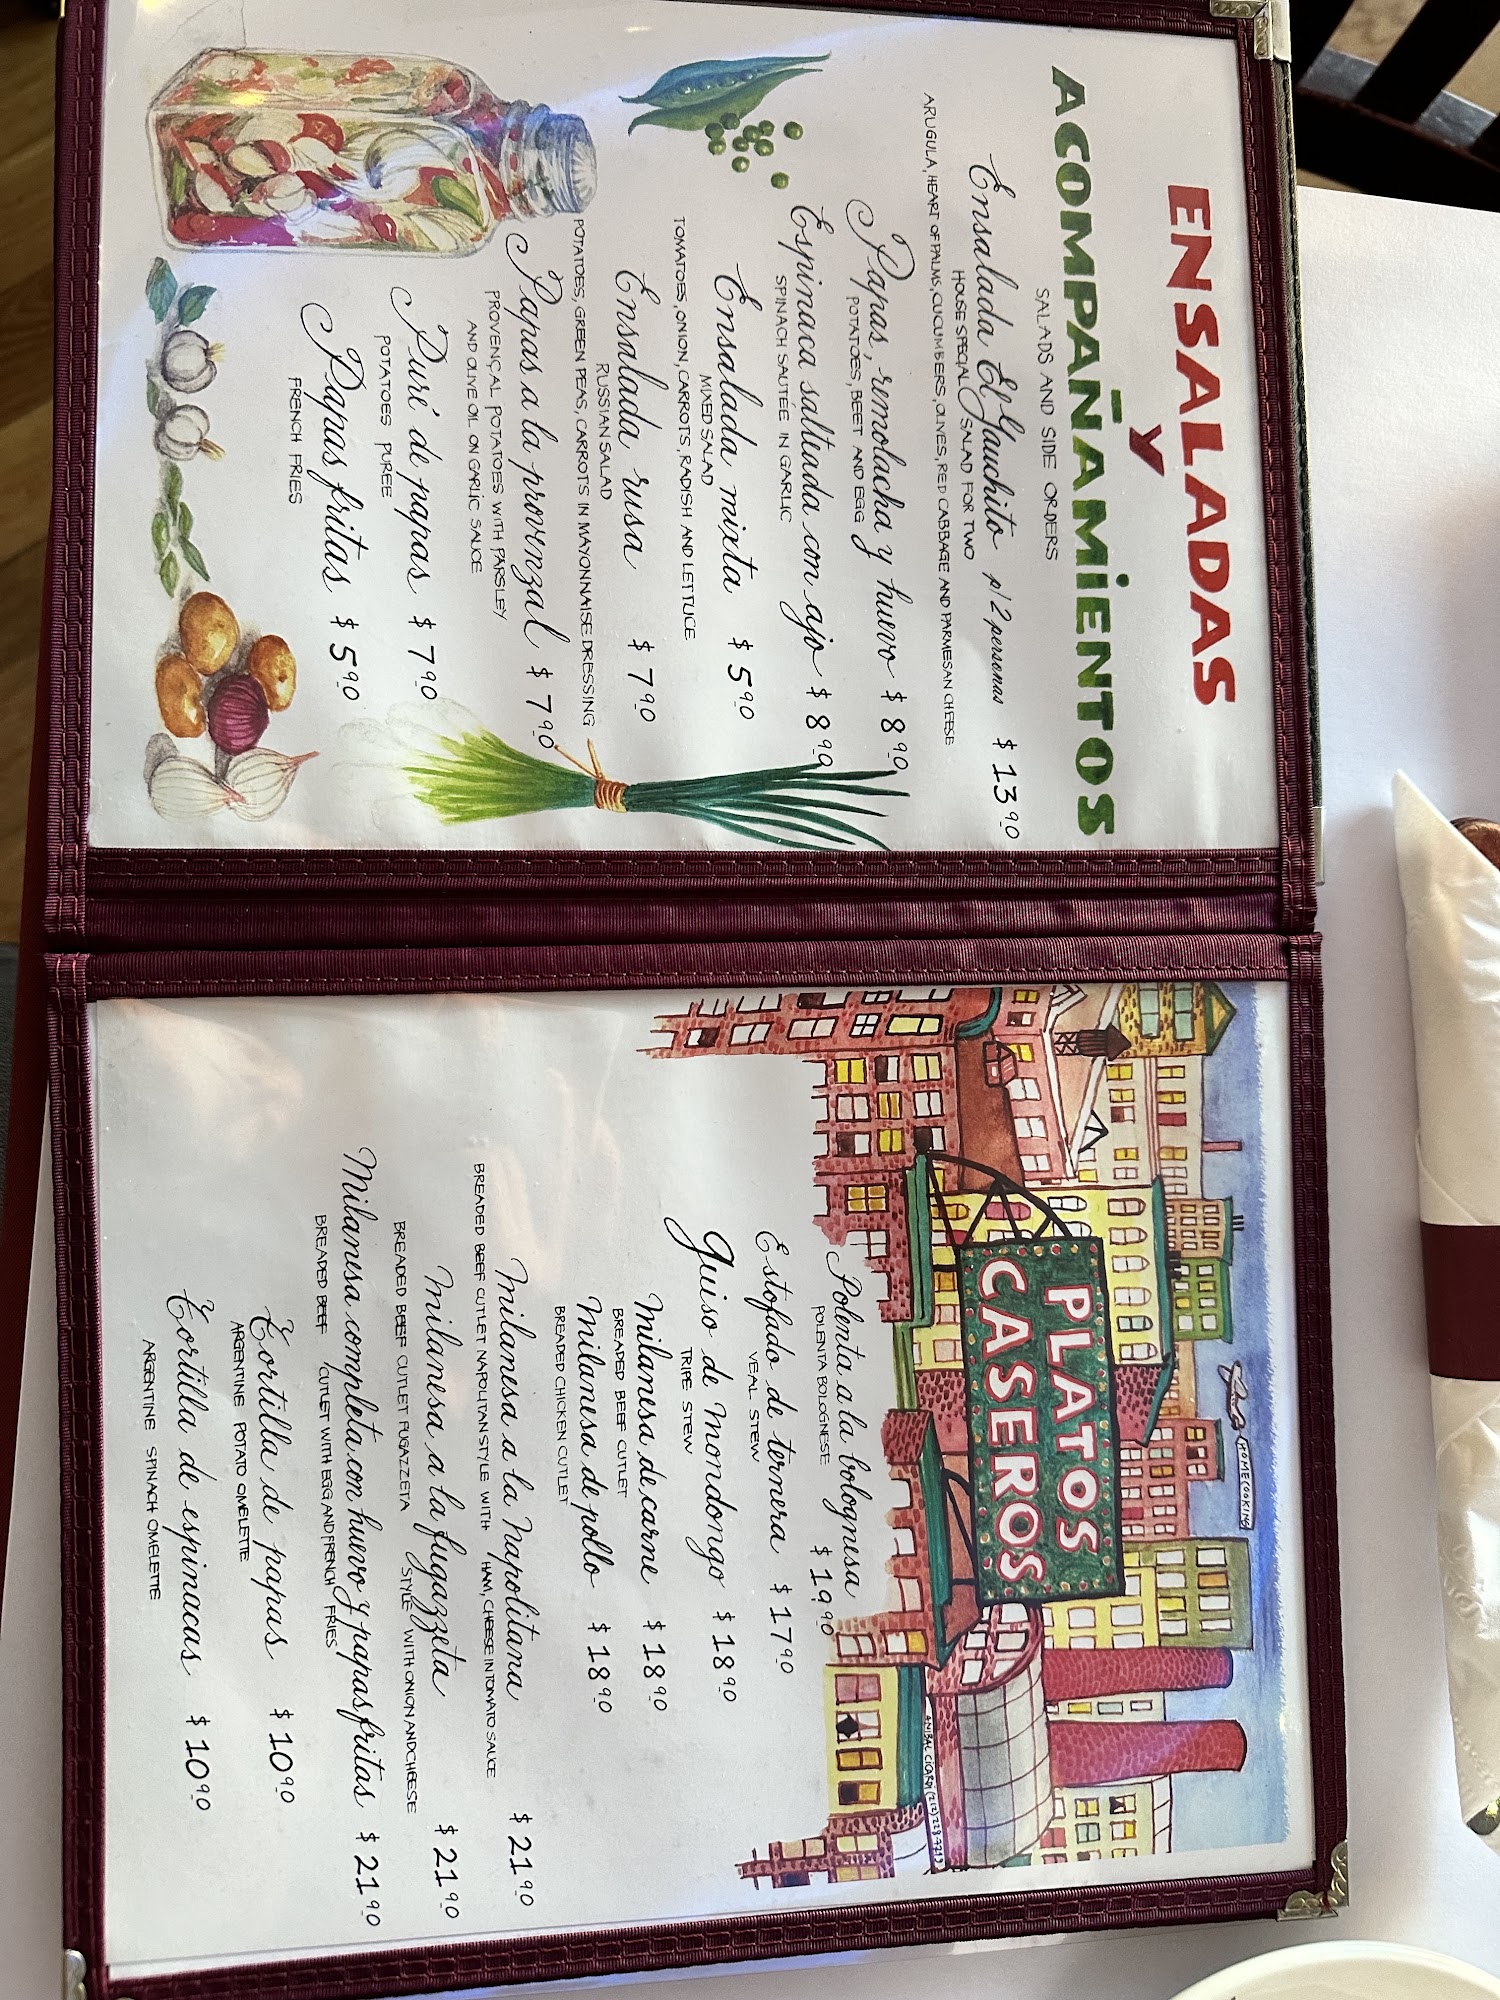 ENSALADAS
Y
ACOMPAÑAMiENTOS
SALADS AND SIDE ORDERS
Ensalada El Gauchito p/2 personas $ 13.90
HOUSE SPECIAL SALAD FOR TWO
ARUGULA, HEART OF PALMS, CUCUMBERS, OLIVES, RED CABBAGE AND PARMESAN CHEESE
Papas, remolacha y huevo $ 8.90
POTATOES, BEET AND EGG
Espinaca salteada con ajo $ 8.90
SPINACH SAUTÉE IN GARLIC
Ensalada mixta $ 5.90
MIXED SALAD
TOMATOES, ONION, CARROTS, RADISH AND LETTUCE
Ensalada rusa $ 7.90
RUSSIAN SALAD
POTATOES, GREEN PEAS, CARROTS IN MAYONNAISE DRESSING
Papas a la provenzal $ 7.90
PROVENÇAL POTATOES WITH PARSLEY
AND OLIVE OIL ON GARLIC SAUCE
Puré de papas $ 7.90
POTATOES PUREE
Papas fritas $ 5.90
FRENCH FRIES
HOMECOOKING
PLATOS
CASEROS
ANIBAL CICARDI (212) 228-7213
Polenta a la bolognesa $ 19.90
POLENTA BOLOGNESE
Estofado de ternera $ 17.90
VEAL STEW
Guiso de Mondongo $ 18.90
TRIPE STEW
Milanesa de carne $ 18.90
BREADED BEEF CUTLET
Milanesa de pollo $ 18.90
BREADED CHICKEN CUTLET
Milanesa a la Napolitana $ 21.90
BREADED BEEF CUTLET NAPOLITAN STYLE WITH HAM, CHEESE IN TOMATO SAUCE
Milanesa a la fugazzeta $ 21.90
BREADED BEEF CUTLET FUGAZZETA STYLE WITH ONION AND CHEESE
Milanesa completa con huevo y papas fritas $ 21.90
BREADED BEEF CUTLET WITH EGG AND FRENCH FRIES
Tortilla de papas $ 10.90
ARGENTINE POTATO OMELETTE
Tortilla de espinacas $ 10.90
ARGENTINE SPINACH OMELETTE